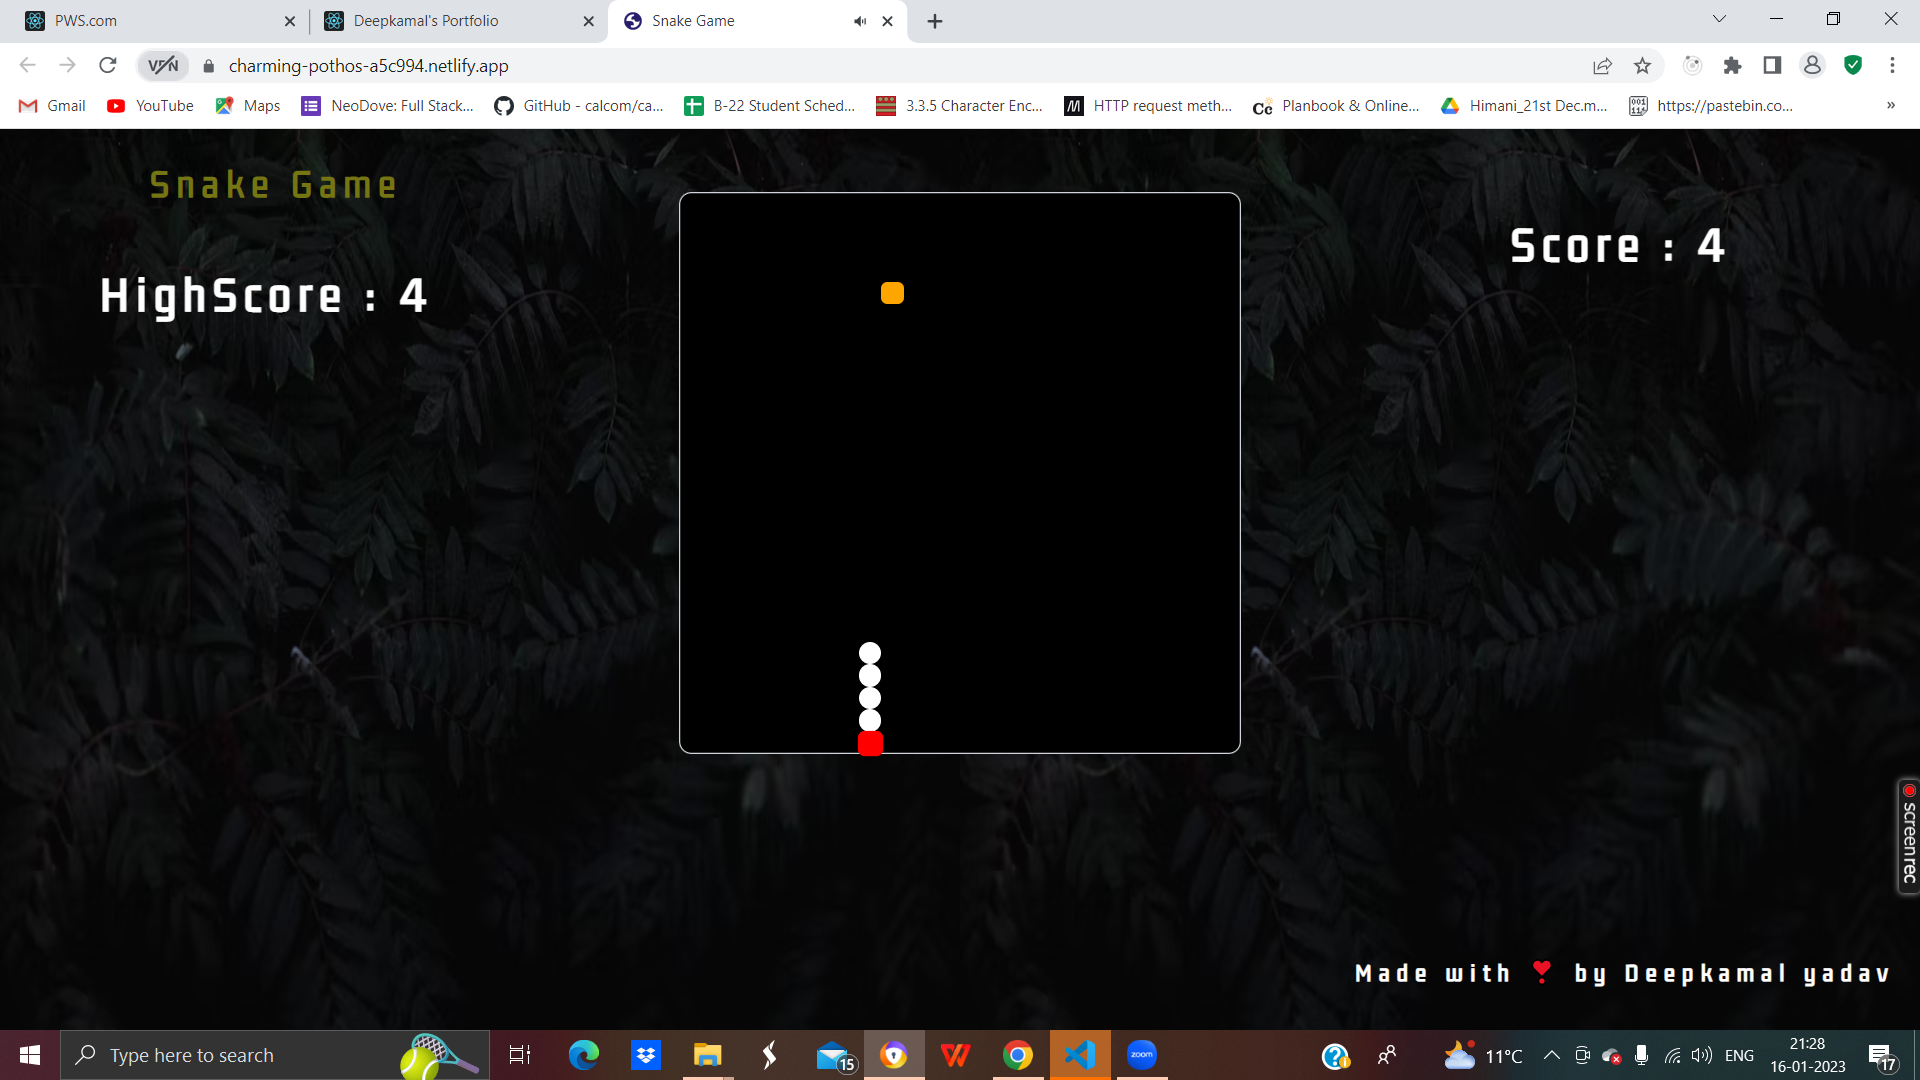 PWS.com
Deepkamal's Portfolio
Snake Game
VPN
charming-pothos-a5c994.netlify.app
Gmail
YouTube
Maps
NeoDove: Full Stack...
GitHub - calcom/ca...
B-22 Student Sched...
3.3.5 Character Enc...
HTTP request meth...
Planbook & Online...
Himani_21st Dec.m...
https://pastebin.co...
»
Snake Game
HighScore : 4
Score : 4
screenrec
Made with ❣ by Deepkamal yadav
Type here to search
15
zoom
11°C
ENG
21:28
16-01-2023
17